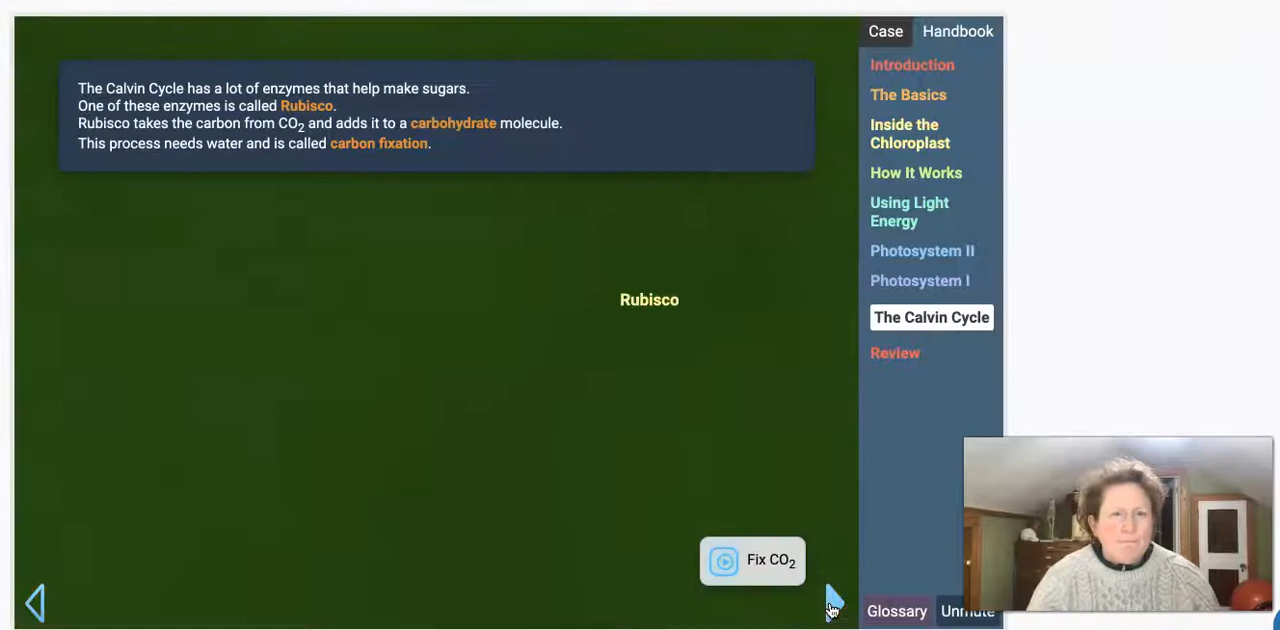 The Calvin Cycle has a lot of enzymes that help make sugars.
One of these enzymes is called Rubisco.
Rubisco takes the carbon from CO₂ and adds it to a carbohydrate molecule.
This process needs water and is called carbon fixation.
Rubisco
Fix CO₂
Case Handbook
Introduction
The Basics
Inside the
Chloroplast
How It Works
Using Light
Energy
Photosystem II
Photosystem I
The Calvin Cycle
Review
Glossary Unmute